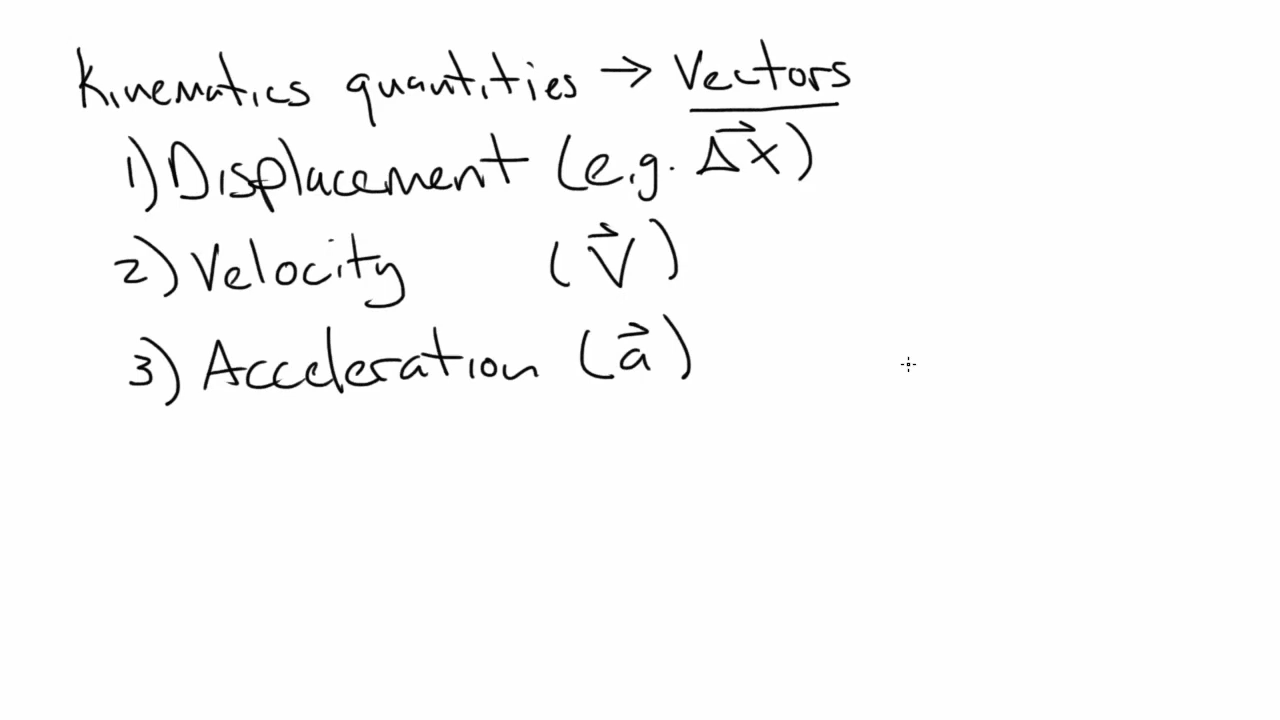 Kinematics quantities → Vectors
1) Displacement (e.g. Δx⃗)
2) Velocity (v⃗)
3) Acceleration (a⃗)